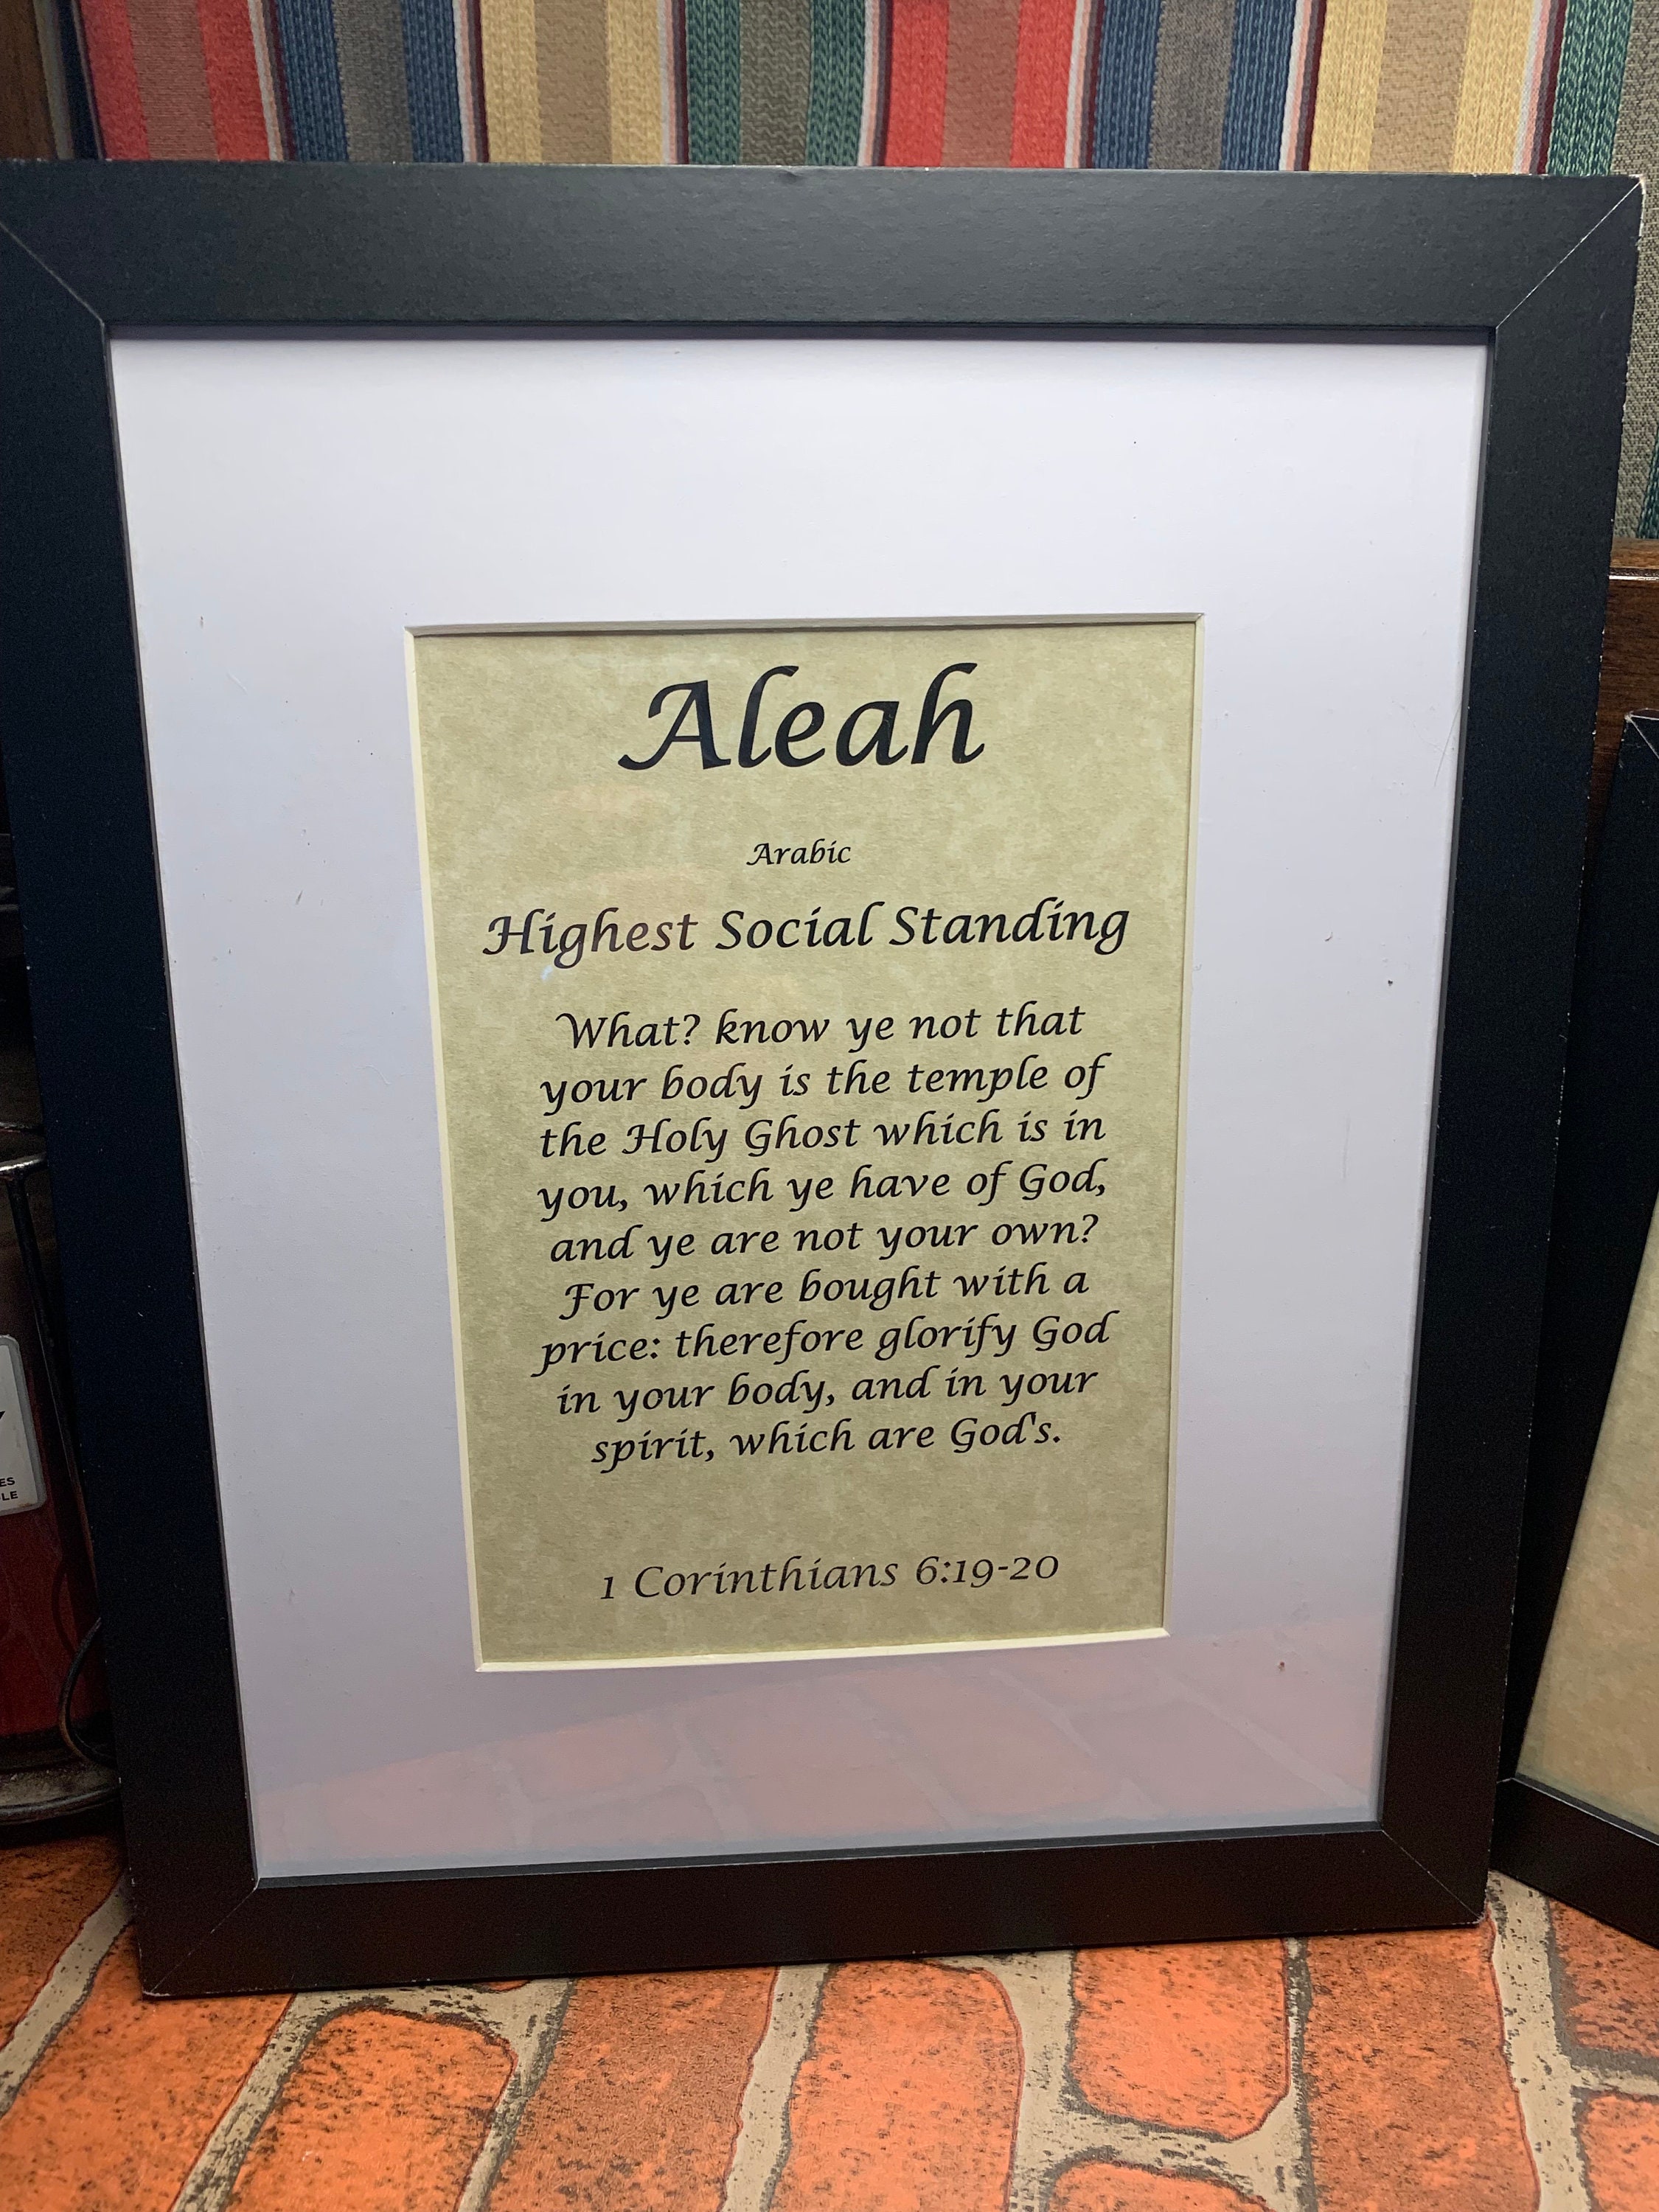 Aleah
Arabic
Highest Social Standing
What? know ye not that
your body is the temple of
the Holy Ghost which is in
you, which ye have of God,
and ye are not your own?
For ye are bought with a
price: therefore glorify God
in your body, and in your
spirit, which are God's.
1 Corinthians 6:19-20